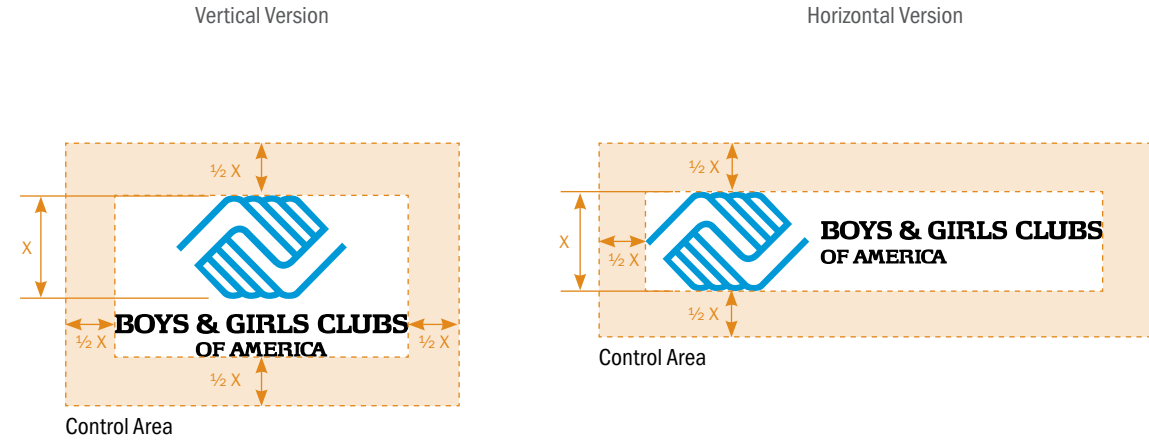 Vertical Version
Horizontal Version
½ X
X
BOYS & GIRLS CLUBS
OF AMERICA
½ X
½ X
½ X
Control Area
½ X
X
½ X
BOYS & GIRLS CLUBS
OF AMERICA
½ X
Control Area